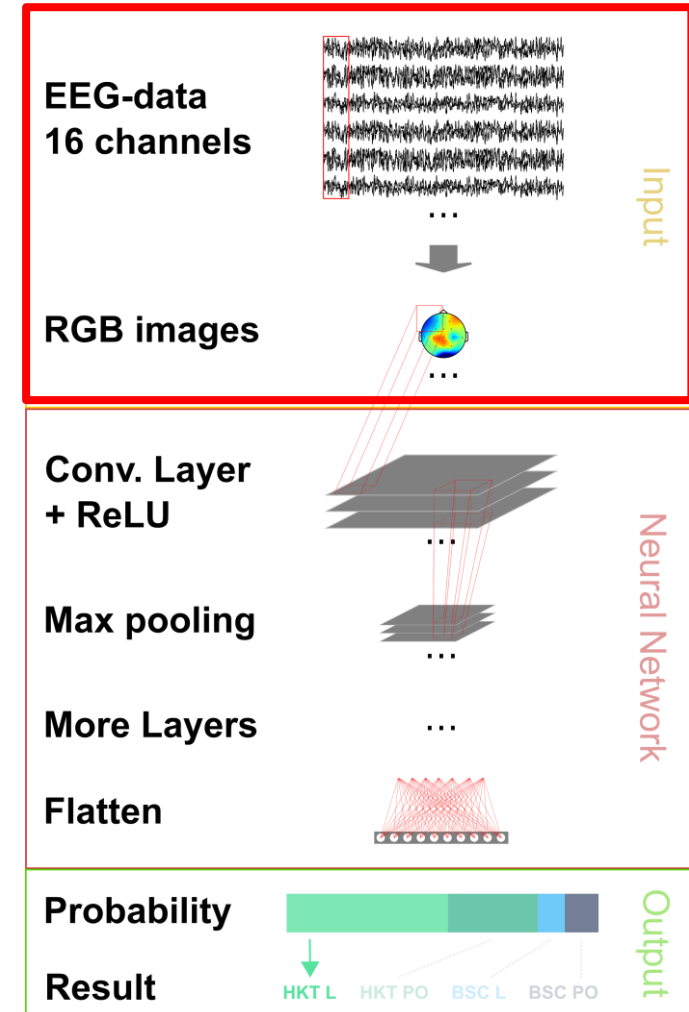 EEG-data
16 channels
...
Input
RGB images
...
Conv. Layer
+ ReLU
...
Neural Network
Max pooling
...
More Layers
...
Flatten
Probability
Output
Result
HKT L
HKT PO
BSC L
BSC PO